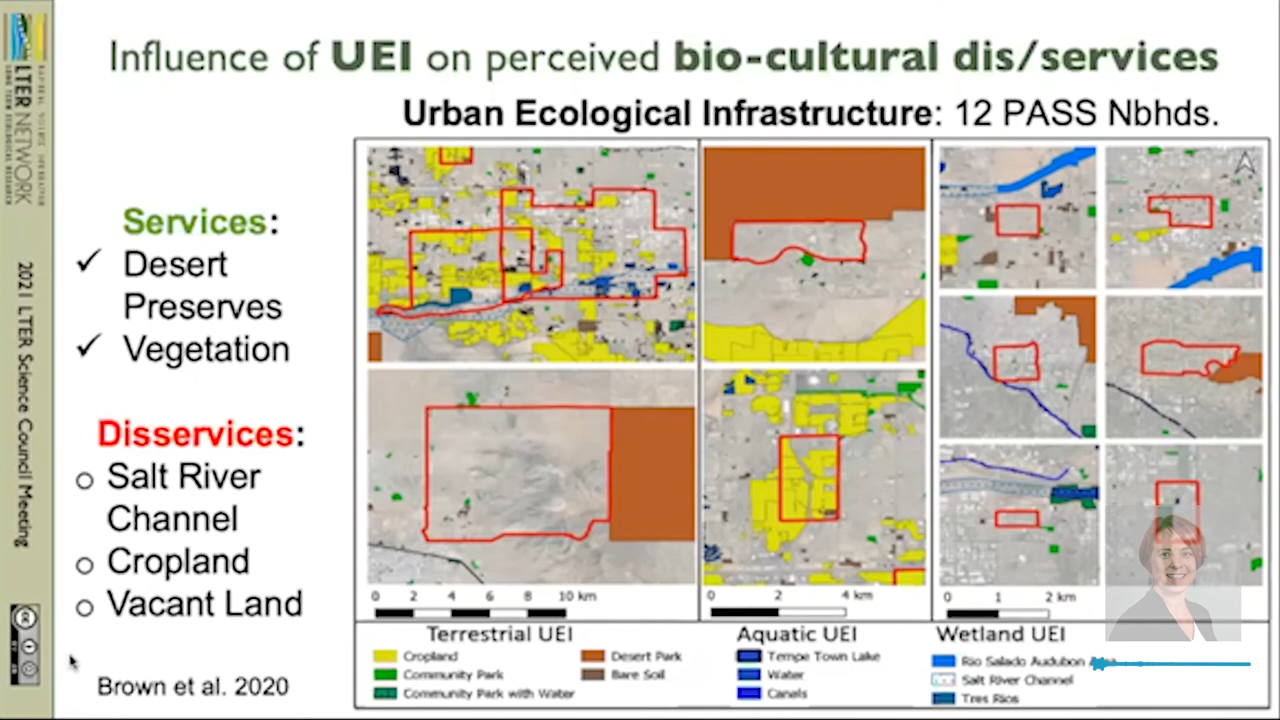 Influence of UEI on perceived bio-cultural dis/services
Urban Ecological Infrastructure: 12 PASS Nbhds.
Services:
✓ Desert
Preserves
✓ Vegetation
Disservices:
o Salt River
Channel
o Cropland
o Vacant Land
Brown et al. 2020
0 2 4 6 8 10 km
0 2 4 km
0 1 2 km
Terrestrial UEI
Cropland
Community Park
Community Park with Water
Desert Park
Bare Soil
Aquatic UEI
Tempe Town Lake
Water
Canals
Wetland UEI
Rio Salado Audubon
Salt River Channel
Tres Rios
LTER NETWORK
LONG TERM ECOLOGICAL RESEARCH
2021 LTER Science Council Meeting